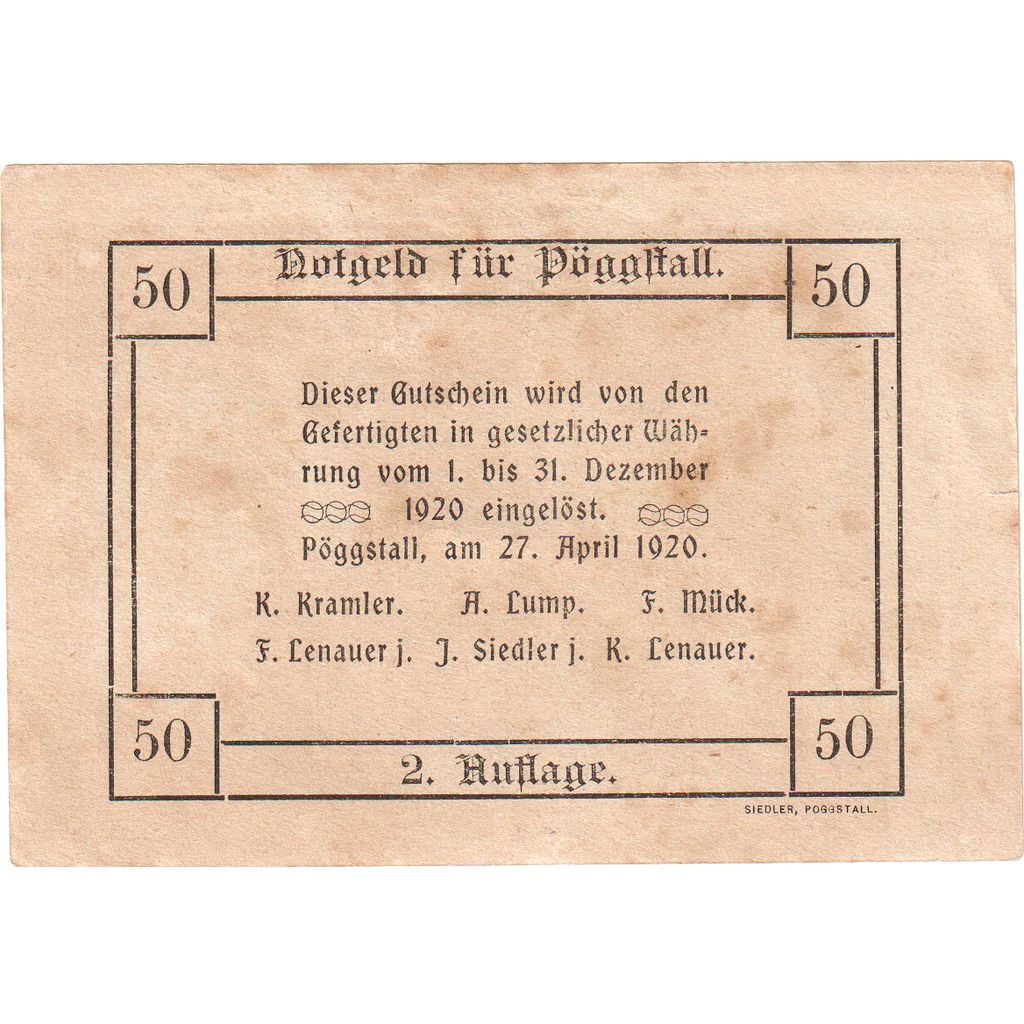 Notgeld für Pöggstall.
50 50
Dieser Gutschein wird von den
Gefertigten in gesetzlicher Wäh-
rung vom 1. bis 31. Dezember
1920 eingelöst.
Pöggstall, am 27. April 1920.
K. Kramler. A. Lump. F. Mück.
F. Lenauer j. J. Siedler j. K. Lenauer.
50 50
2. Auflage.
SIEDLER, PÖGGSTALL.